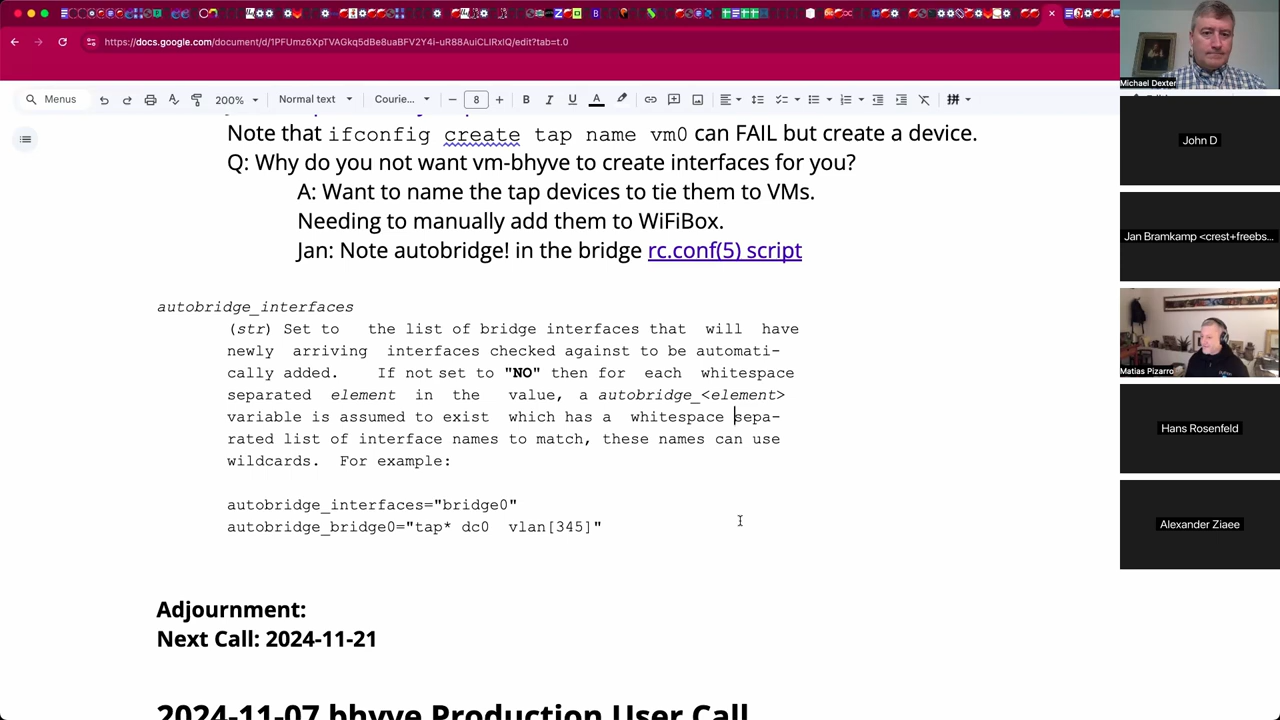 https://docs.google.com/document/d/1PFUmz6XpTVAGkq5dBe8uaBFV2Y4i-uR88AuiCLIRxIQ/edit?tab=t.0
Menus
200%
Normal text
Courie...
8
Note that ifconfig create tap name vm0 can FAIL but create a device.
Q: Why do you not want vm-bhyve to create interfaces for you?
A: Want to name the tap devices to tie them to VMs.
Needing to manually add them to WiFiBox.
Jan: Note autobridge! in the bridge rc.conf(5) script
autobridge_interfaces
(str) Set to the list of bridge interfaces that will have
newly arriving interfaces checked against to be automati-
cally added. If not set to "NO" then for each whitespace
separated element in the value, a autobridge_<element>
variable is assumed to exist which has a whitespace sepa-
rated list of interface names to match, these names can use
wildcards. For example:
autobridge_interfaces="bridge0"
autobridge_bridge0="tap* dc0 vlan[345]"
Adjournment:
Next Call: 2024-11-21
2024-11-07 bhyve Production User Call
Michael Dexter
John D
Jan Bramkamp <crest+freebs...
Matias Pizarro
Hans Rosenfeld
Alexander Ziaee